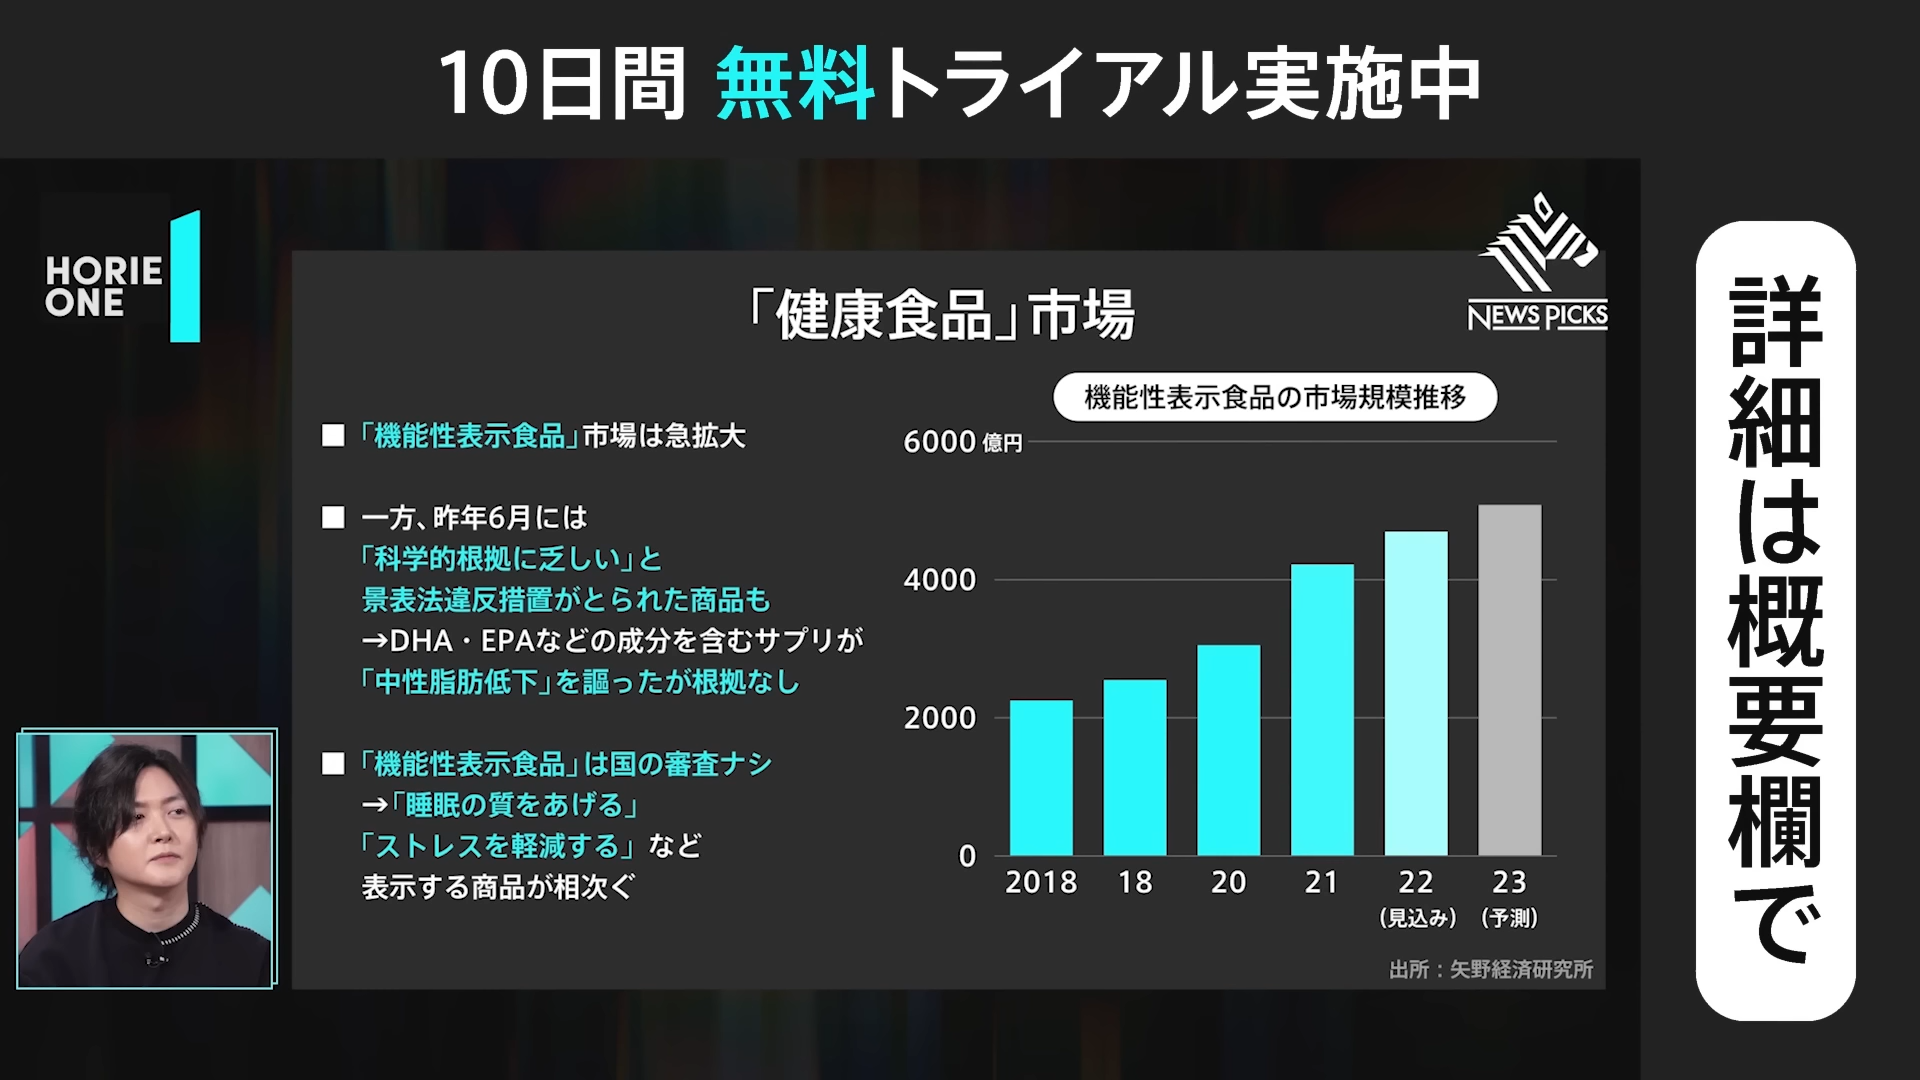 10日間 無料トライアル実施中
HORIE
ONE
1
NEWS PICKS
「健康食品」市場
■「機能性表示食品」市場は急拡大
■ 一方、昨年6月には
「科学的根拠に乏しい」と
景表法違反措置がとられた商品も
→DHA・EPAなどの成分を含むサプリが
「中性脂肪低下」を謳ったが根拠なし
■「機能性表示食品」は国の審査ナシ
→「睡眠の質をあげる」
「ストレスを軽減する」など
表示する商品が相次ぐ
機能性表示食品の市場規模推移
6000 億円
4000
2000
0
2018 18 20 21 22 23
(見込み) (予測)
出所：矢野経済研究所
詳細は概要欄で